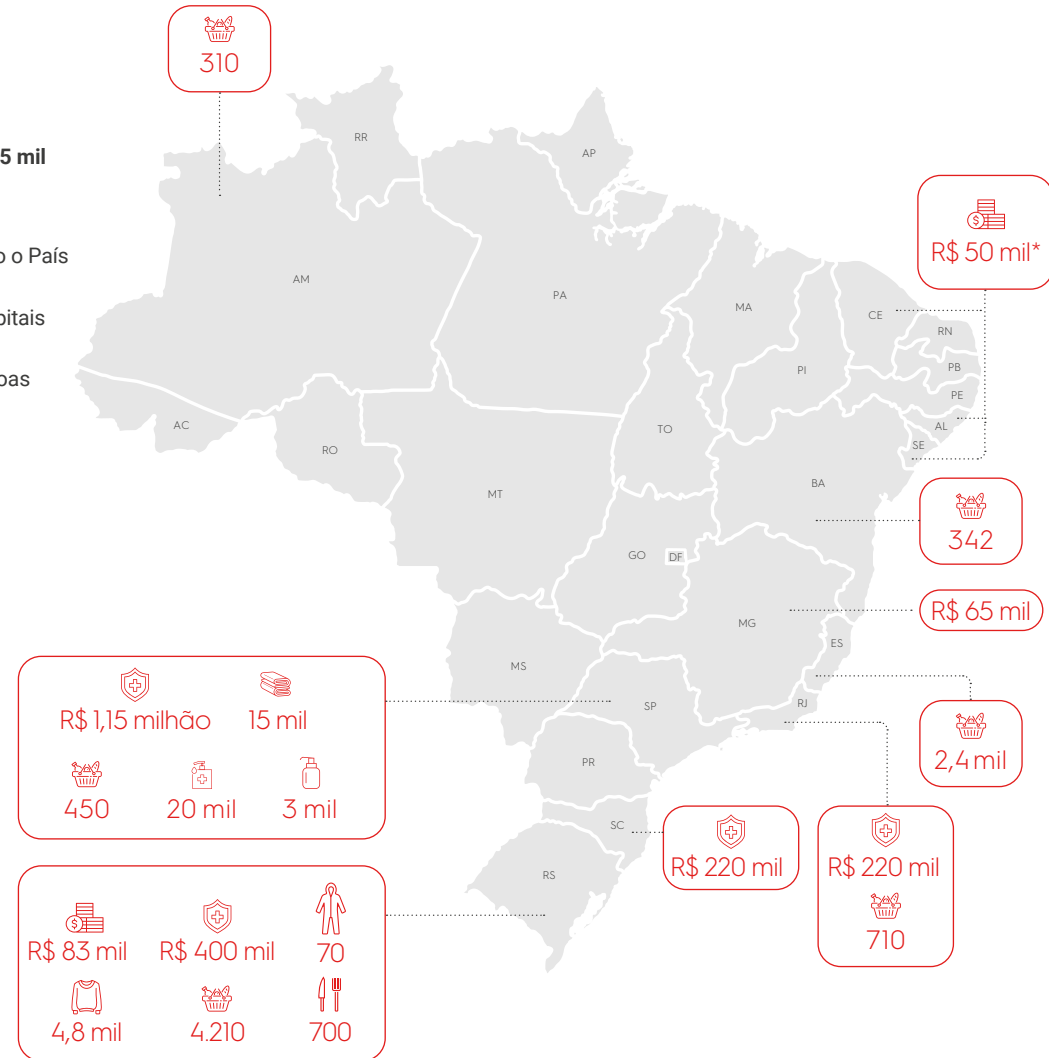 310
5 mil
o o País
pitais
oas
RR
AP
AM
PA
MA
CE
RN
PB
PI
PE
AL
SE
AC
RO
TO
BA
MT
GO
DF
MG
ES
MS
SP
RJ
PR
SC
RS
R$ 50 mil*
342
R$ 65 mil
2,4 mil
R$ 1,15 milhão 15 mil
450 20 mil 3 mil
R$ 220 mil
R$ 220 mil
710
R$ 83 mil R$ 400 mil 70
4,8 mil 4.210 700